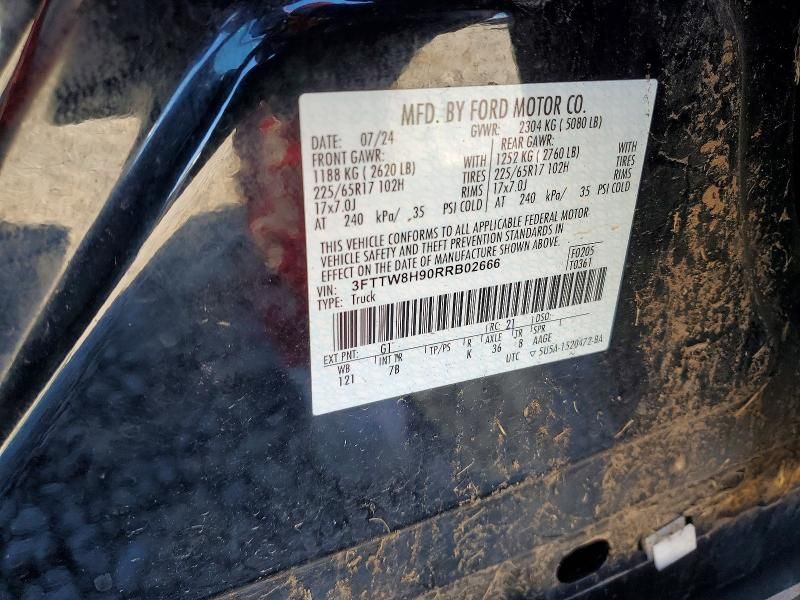 MFD. BY FORD MOTOR CO.
DATE: 07/24 GVWR: 2304 KG ( 5080 LB)
FRONT GAWR: REAR GAWR:
1188 KG ( 2620 LB) WITH 1252 KG ( 2760 LB) WITH
225/65R17 102H TIRES 225/65R17 102H TIRES
17x7.0J RIMS 17x7.0J RIMS
AT 240 kPa/ 35 PSI COLD AT 240 kPa/ 35 PSI COLD
THIS VEHICLE CONFORMS TO ALL APPLICABLE FEDERAL MOTOR
VEHICLE SAFETY AND THEFT PREVENTION STANDARDS IN
EFFECT ON THE DATE OF MANUFACTURE SHOWN ABOVE.
VIN: 3FTTW8H90RRB02666 F0205
TYPE: Truck T0361
EXT PNT: G1 RC: 21 DSO:
WB INT TR TP/PS R AXLE TR SPR
121 7B K 36 8 AAGE
UTC ▽ 5U5A-1520472-BA